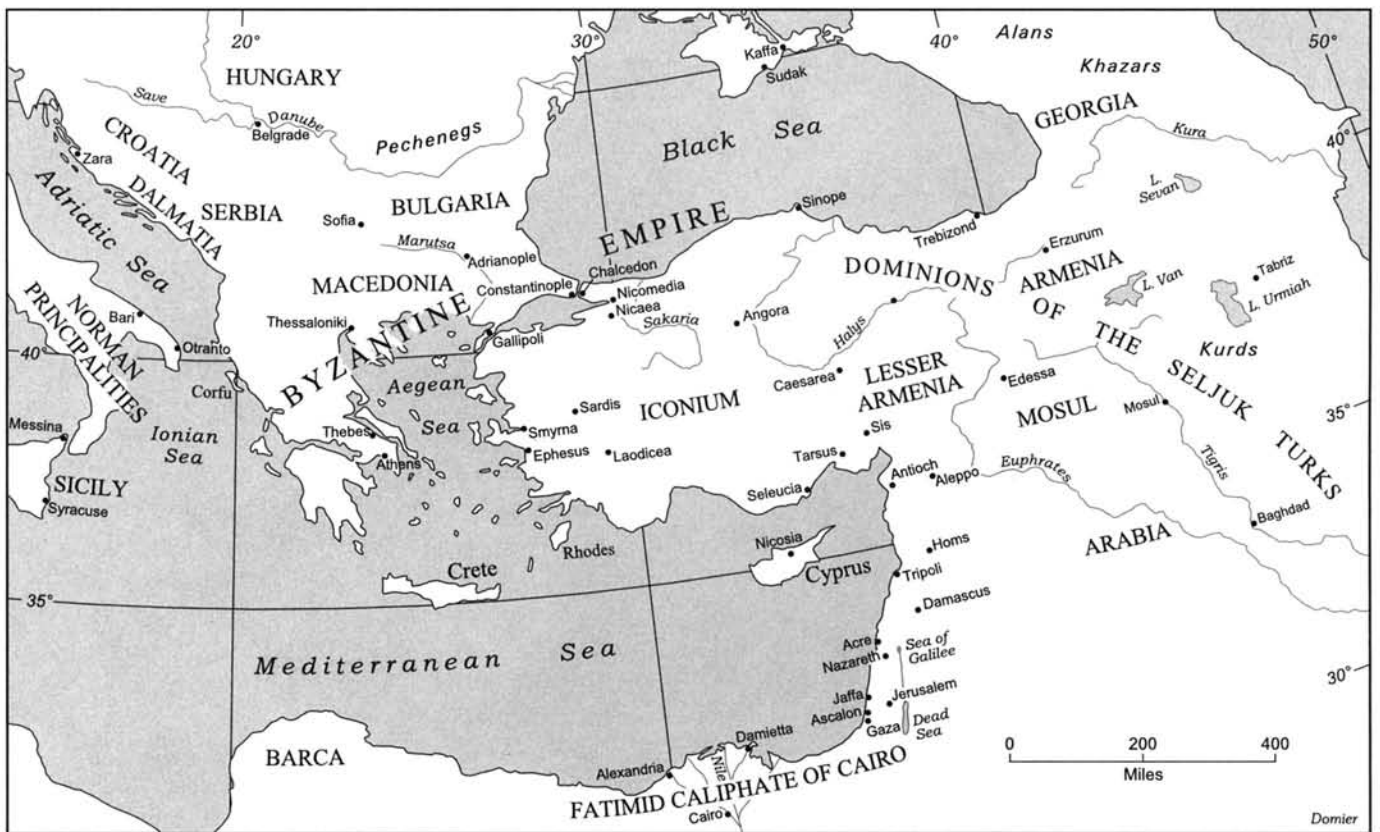 20°
30°
40°
50°
Alans
Kaffa
Sudak
Khazars
HUNGARY
Save
Danube
Belgrade
Pechenegs
Black Sea
GEORGIA
Kura
40°
CROATIA
Zara
DALMATIA
Adriatic Sea
SERBIA
Sofia
BULGARIA
Marutsa
Adrianople
MACEDONIA
Constantinople
Chalcedon
Nicomedia
Nicaea
Sakaria
Sinope
Trebizond
L. Sevan
Erzurum
ARMENIA
L. Van
Tabriz
L. Urmiah
BYZANTINE EMPIRE
DOMINIONS OF THE SELJUK TURKS
NORMAN PRINCIPALITIES
Bari
Otranto
Thessaloniki
Gallipoli
Angora
Halys
Kurds
40°
Corfu
Aegean Sea
Caesarea
LESSER ARMENIA
Edessa
35°
Messina
Ionian Sea
Thebes
Athens
Sardis
Smyrna
Ephesus
Laodicea
ICONIUM
Sis
MOSUL
Mosul
Tarsus
Antioch
Aleppo
Euphrates
Tigris
SICILY
Syracuse
Seleucia
Baghdad
Rhodes
Nicosia
Cyprus
Homs
ARABIA
Crete
Tripoli
35°
Damascus
Mediterranean Sea
Acre
Sea of Galilee
Nazareth
30°
Jaffa
Jerusalem
Ascalon
Gaza
Dead Sea
BARCA
Damietta
Alexandria
Nile
FATIMID CALIPHATE OF CAIRO
Cairo
0 200 400
Miles
Domier